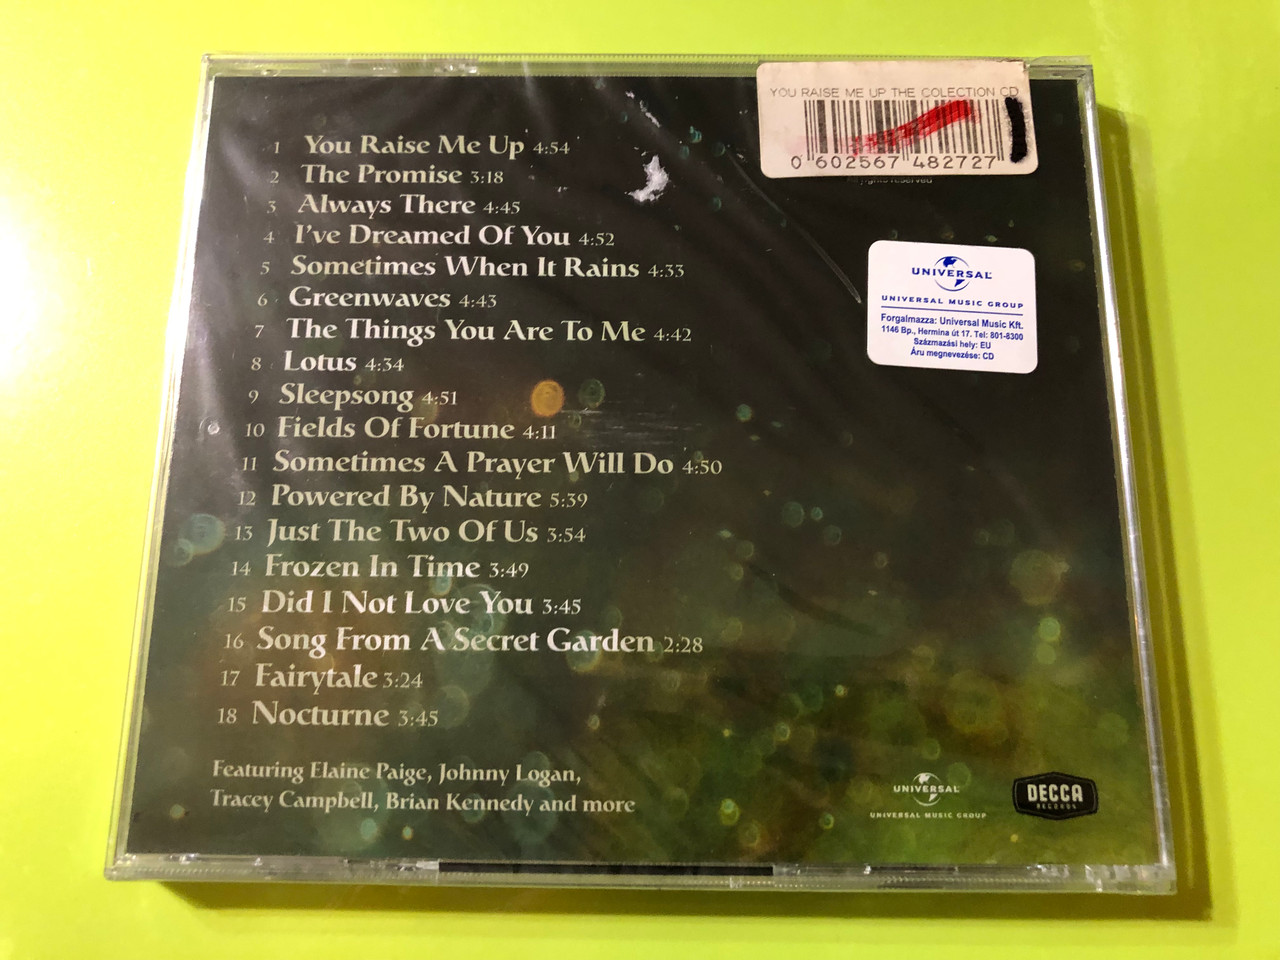 YOU RAISE ME UP THE COLECTION CD
0 602567 482727
rights reserved
1 You Raise Me Up 4:54
2 The Promise 3:18
3 Always There 4:45
4 I've Dreamed Of You 4:52
5 Sometimes When It Rains 4:33
6 Greenwaves 4:43
7 The Things You Are To Me 4:42
8 Lotus 4:34
9 Sleepsong 4:51
10 Fields Of Fortune 4:11
11 Sometimes A Prayer Will Do 4:50
12 Powered By Nature 5:39
13 Just The Two Of Us 3:54
14 Frozen In Time 3:49
15 Did I Not Love You 3:45
16 Song From A Secret Garden 2:28
17 Fairytale 3:24
18 Nocturne 3:45
UNIVERSAL
UNIVERSAL MUSIC GROUP
Forgalmazza: Universal Music Kft.
1146 Bp., Hermina út 17. Tel: 801-8300
Származási hely: EU
Áru megnevezése: CD
Featuring Elaine Paige, Johnny Logan,
Tracey Campbell, Brian Kennedy and more
UNIVERSAL
UNIVERSAL MUSIC GROUP
DECCA
RECORDS